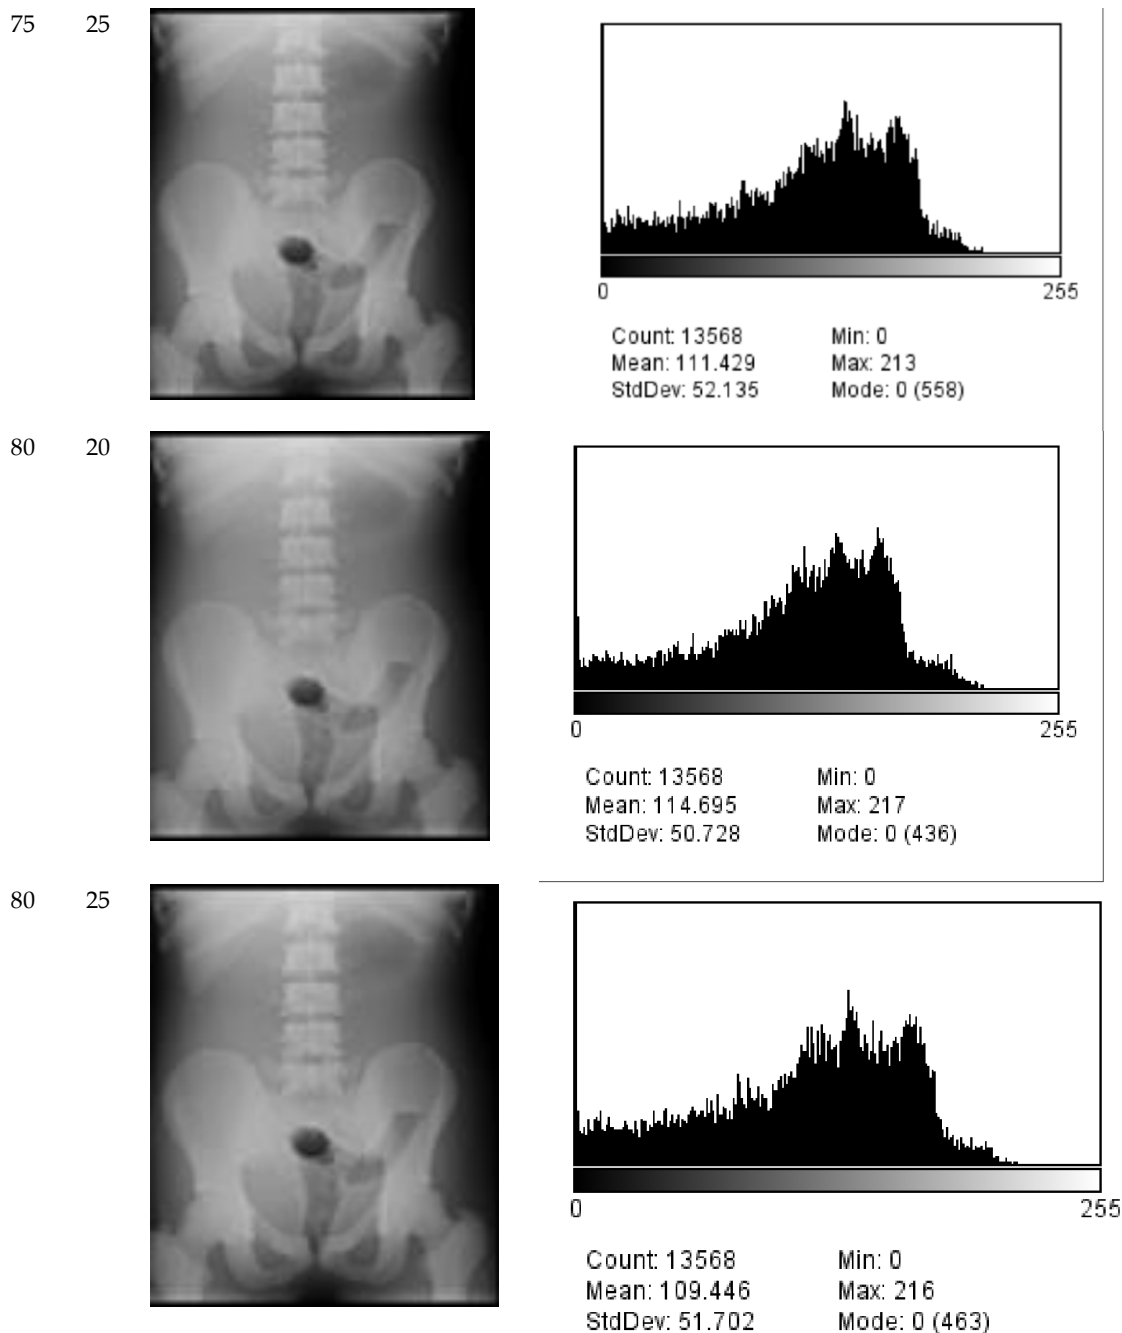 75 25
0 255
Count: 13568 Min: 0
Mean: 111.429 Max: 213
StdDev: 52.135 Mode: 0 (558)
80 20
0 255
Count: 13568 Min: 0
Mean: 114.695 Max: 217
StdDev: 50.728 Mode: 0 (436)
80 25
0 255
Count: 13568 Min: 0
Mean: 109.446 Max: 216
StdDev: 51.702 Mode: 0 (463)